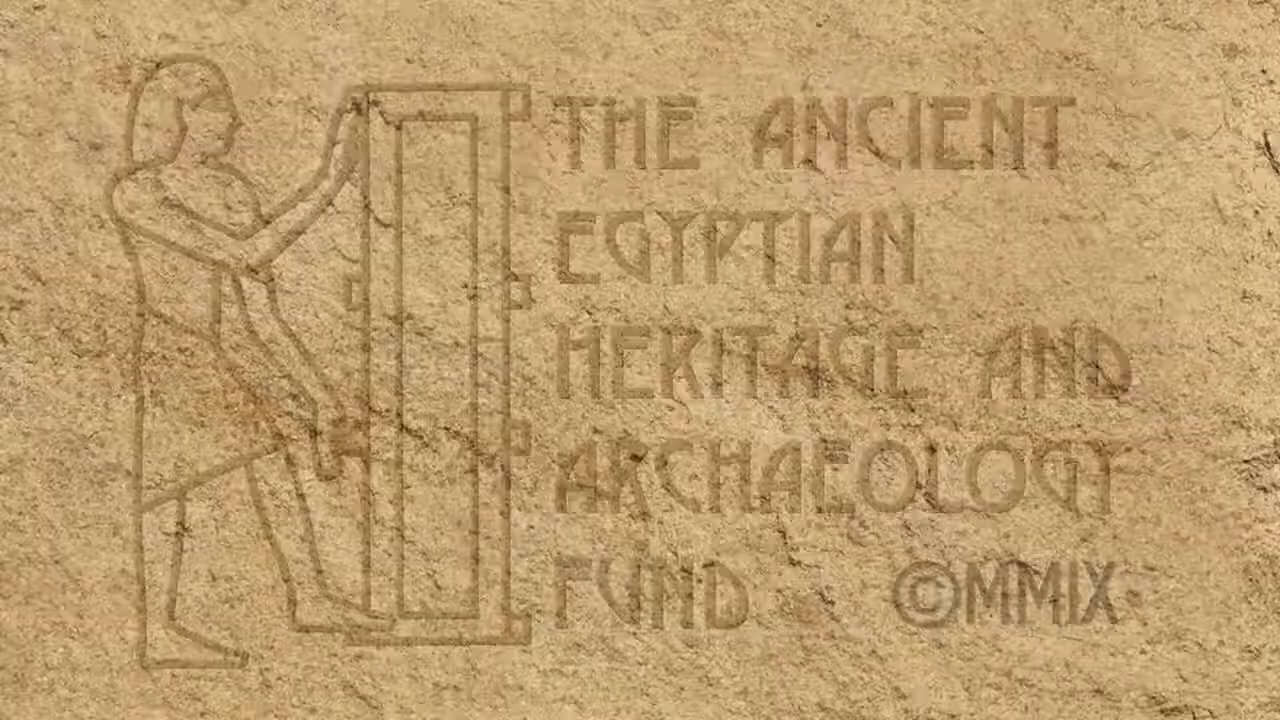 THE ANCIENT
EGYPTIAN
HERITAGE AND
ARCHAEOLOGY
FUND ©MMIX